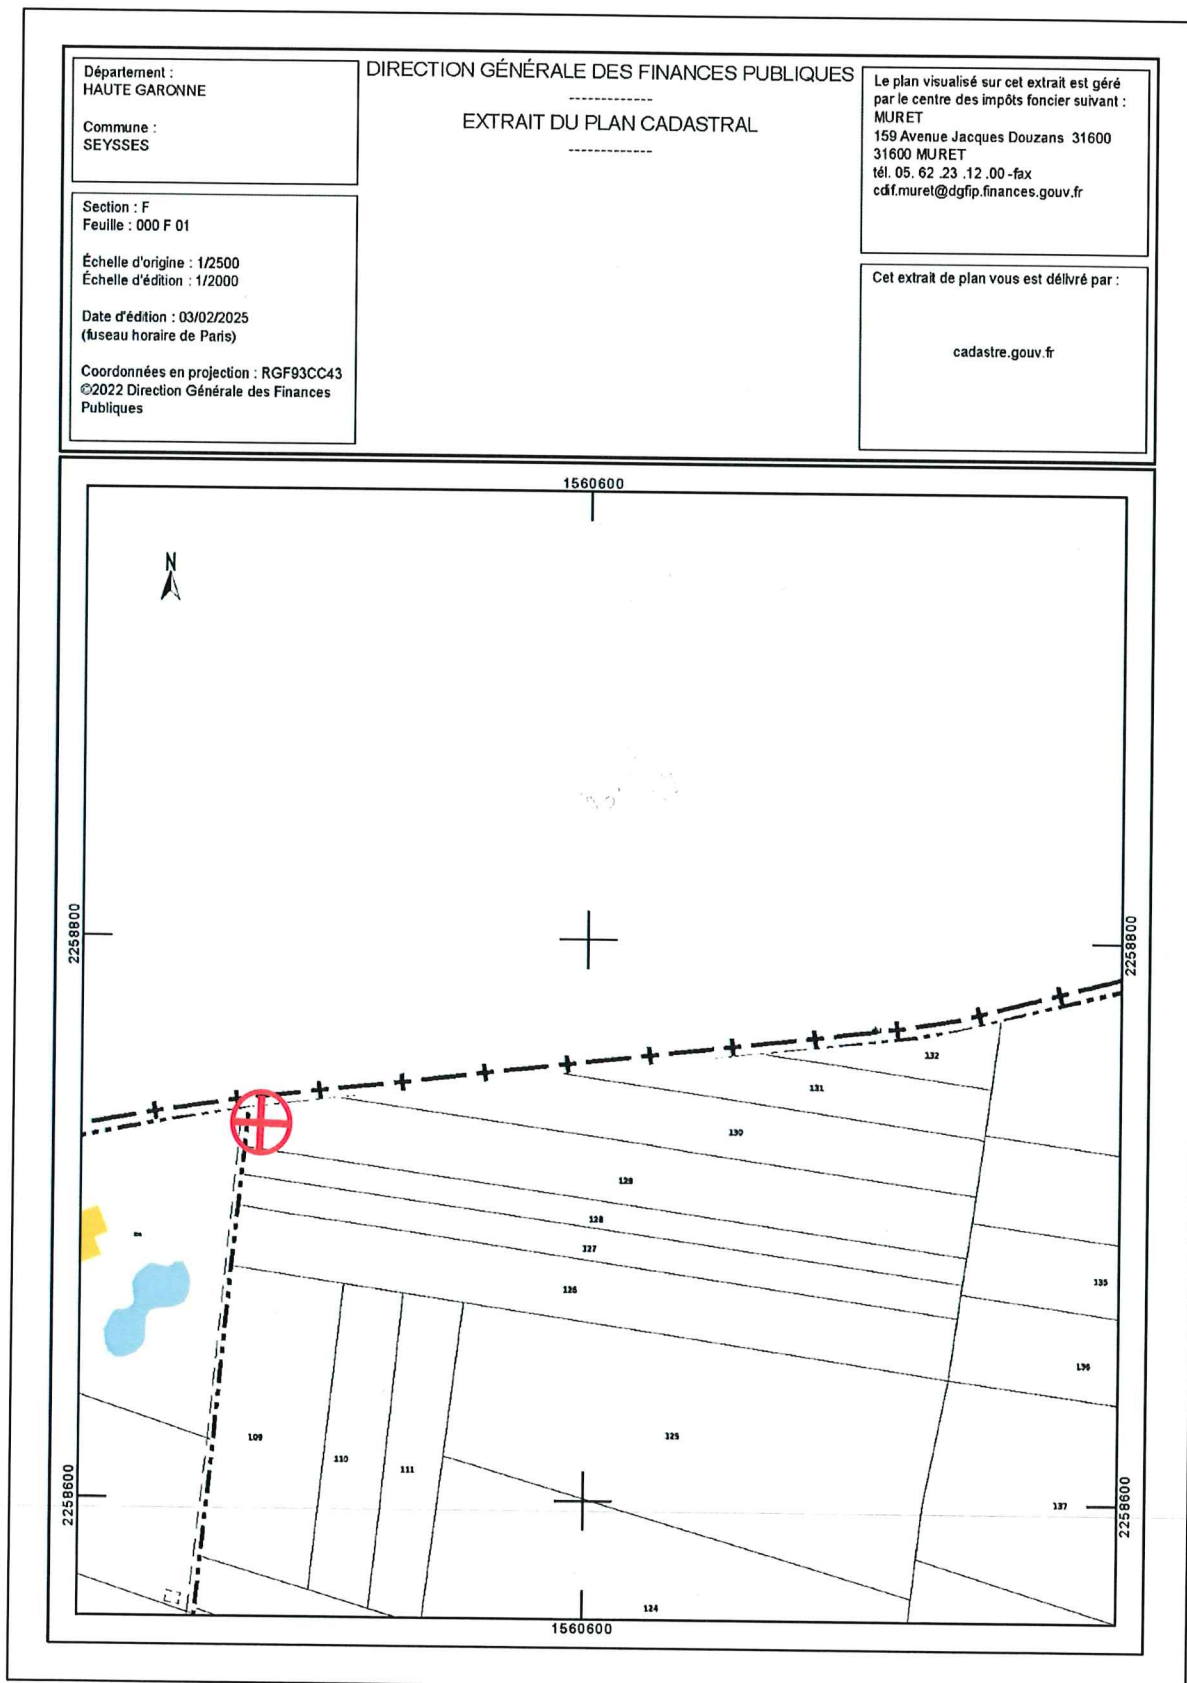 Département :
HAUTE GARONNE
Commune :
SEYSSES
Section : F
Feuille : 000 F 01
Échelle d'origine : 1/2500
Échelle d'édition : 1/2000
Date d'édition : 03/02/2025
(fuseau horaire de Paris)
Coordonnées en projection : RGF93CC43
©2022 Direction Générale des Finances
Publiques
DIRECTION GÉNÉRALE DES FINANCES PUBLIQUES
-------------
EXTRAIT DU PLAN CADASTRAL
-------------
Le plan visualisé sur cet extrait est géré
par le centre des impôts foncier suivant :
MURET
159 Avenue Jacques Douzans 31600
31600 MURET
tél. 05. 62 .23 .12 .00 -fax
cdif.muret@dgfip.finances.gouv.fr
Cet extrait de plan vous est délivré par :
cadastre.gouv.fr
1560600
N
2258800
2258800
132
131
130
129
128
127
126
135
136
109
110
111
125
137
2258600
2258600
124
1560600